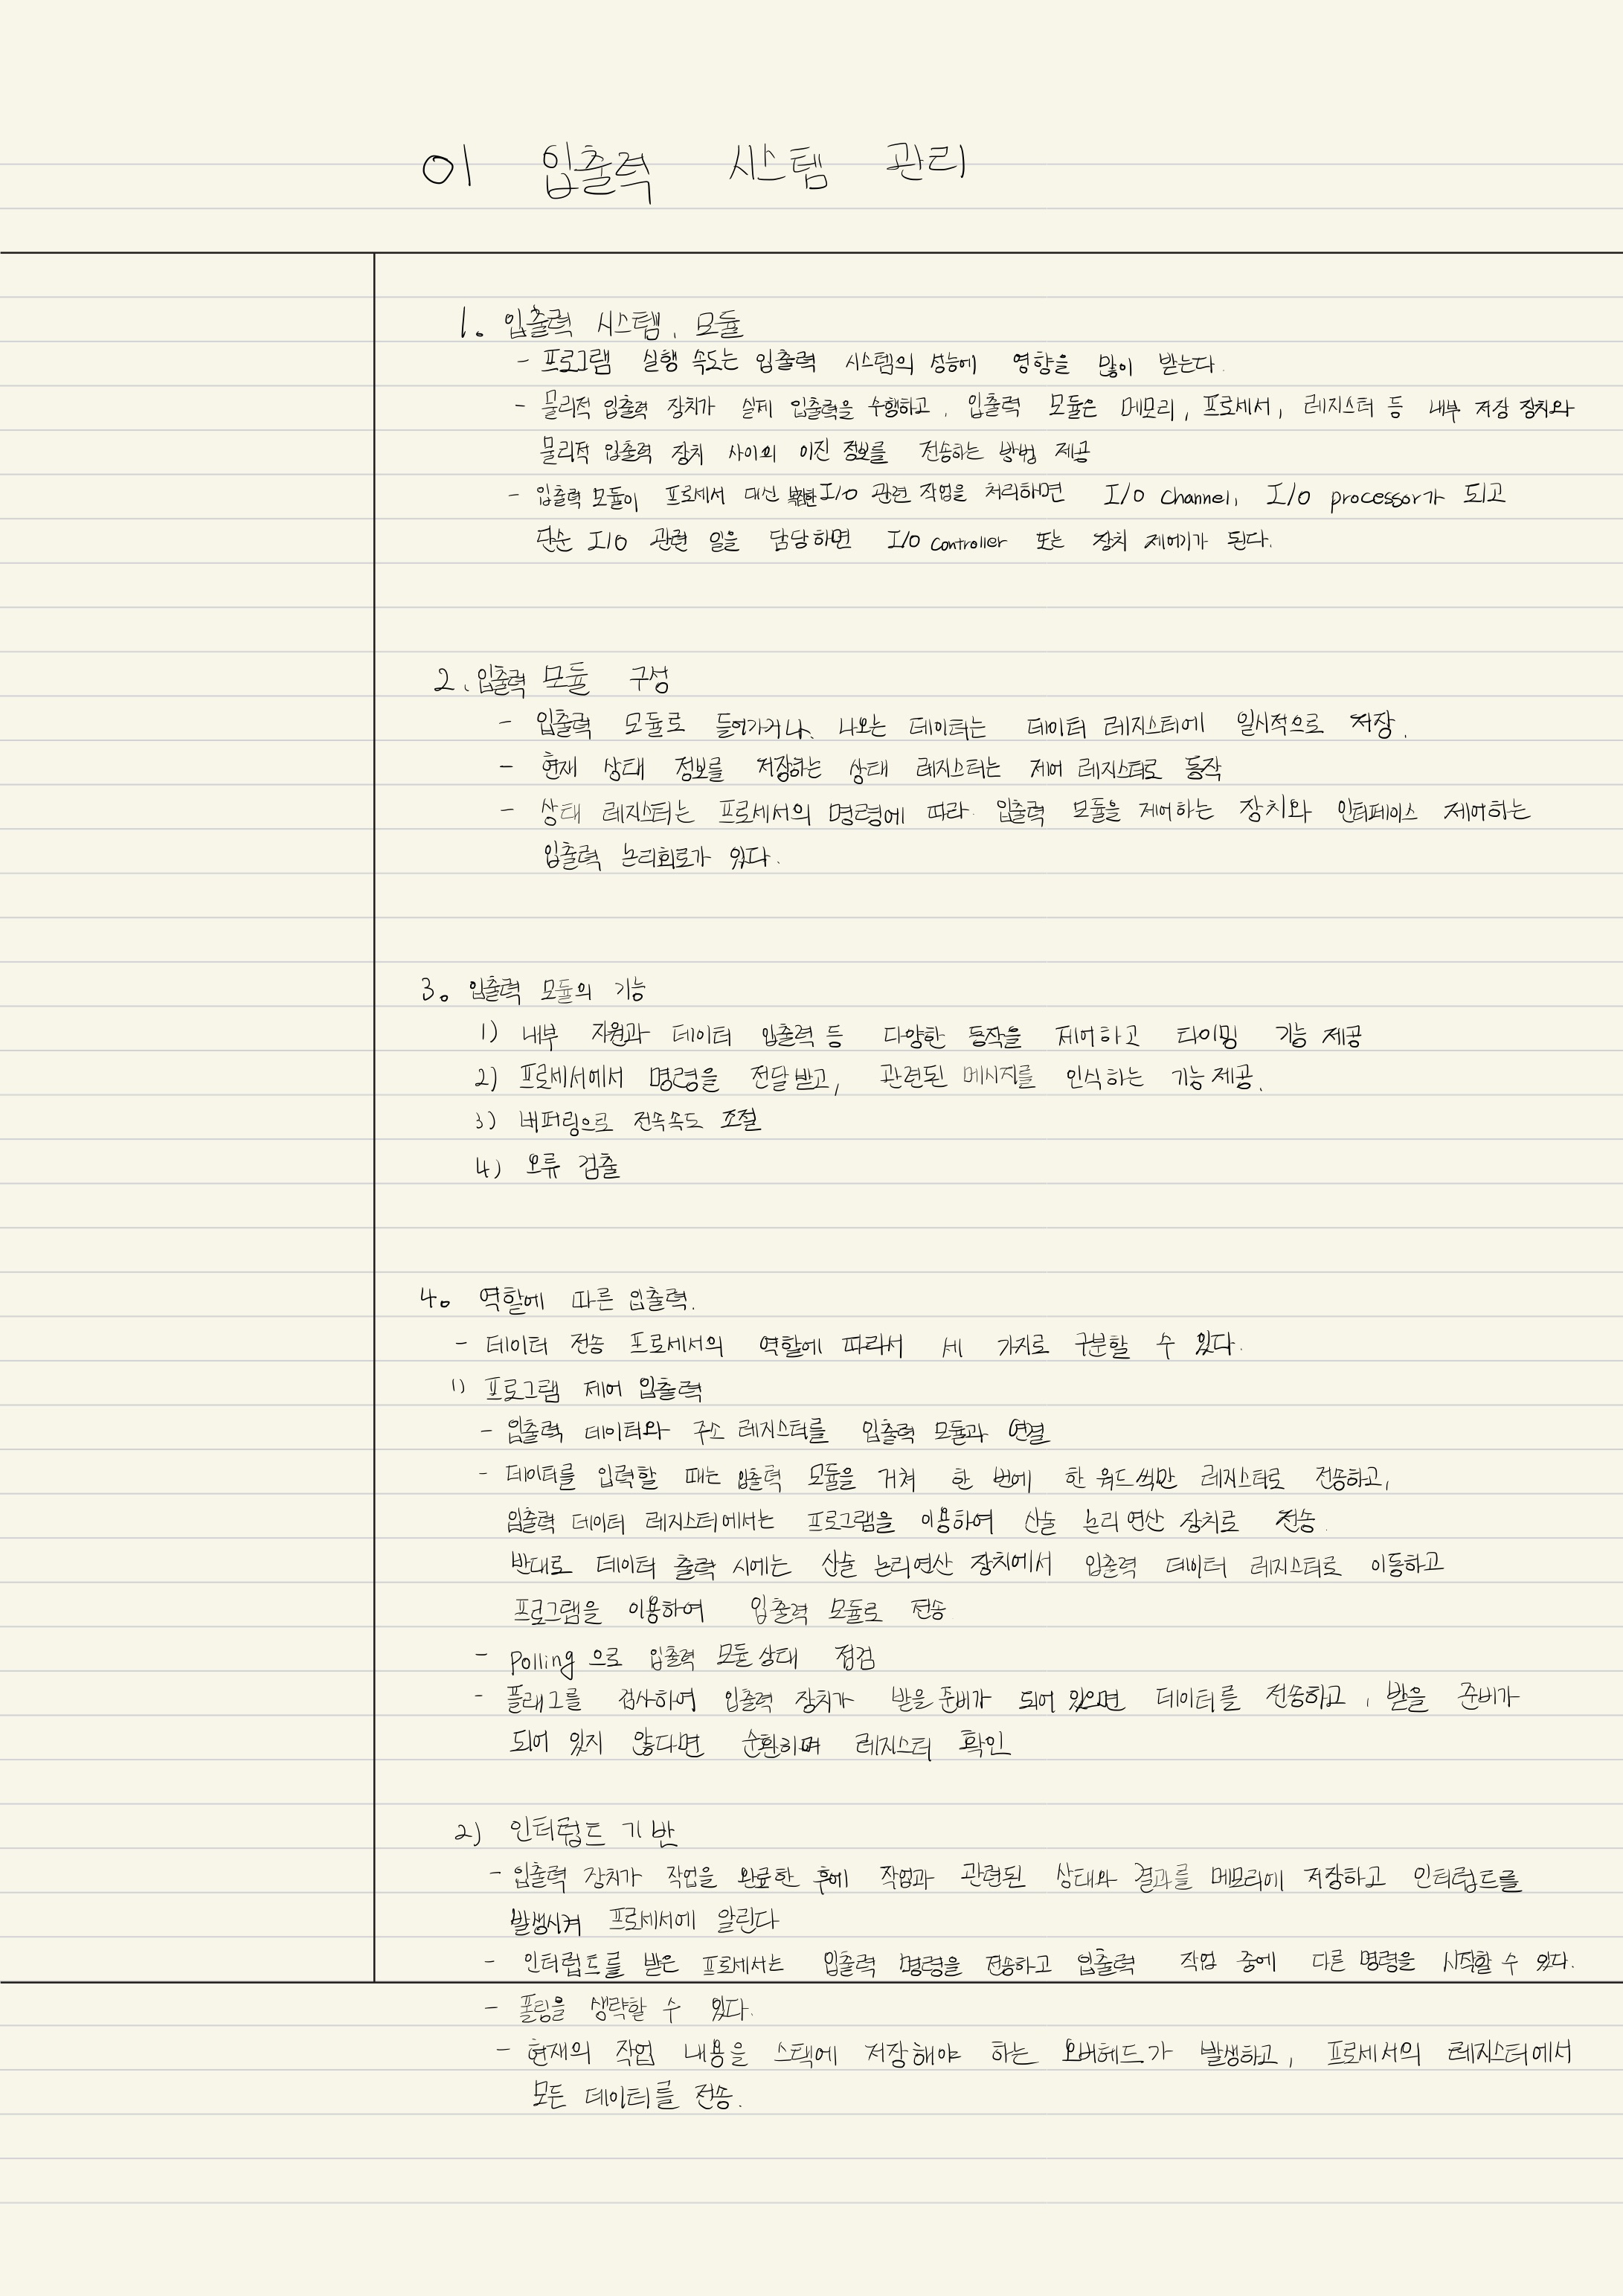 01 입출력 시스템 관리
1. 입출력 시스템, 모듈
- 프로그램 실행 속도는 입출력 시스템의 성능에 영향을 많이 받는다.
- 물리적 입출력 장치가 실제 입출력을 수행하고, 입출력 모듈은 메모리, 프로세서, 레지스터 등 내부 저장 장치와
물리적 입출력 장치 사이의 이진 정보를 전송하는 방법 제공
- 입출력 모듈이 프로세서 대신 I/O 관련 작업을 처리하면 I/O channel, I/O processor가 되고
단순 I/O 관련 일을 담당하면 I/O controller 또는 장치 제어기가 된다.
2. 입출력 모듈 구성
- 입출력 모듈로 들어가거나, 나오는 데이터는 데이터 레지스터에 일시적으로 저장.
- 현재 상태 정보를 저장하는 상태 레지스터는 제어 레지스터로 동작
- 상태 레지스터는 프로세서의 명령에 따라 입출력 모듈을 제어하는 장치와 인터페이스 제어하는
입출력 논리회로가 있다.
3. 입출력 모듈의 기능
1) 내부 자원과 데이터 입출력 등 다양한 동작을 제어하고 타이밍 기능 제공
2) 프로세서에서 명령을 전달받고, 관련된 메시지를 인식하는 기능 제공.
3) 버퍼링으로 전속속도 조절
4) 오류 검출
4. 역할에 따른 입출력.
- 데이터 전송 프로세서의 역할에 따라서 세 가지로 구분할 수 있다.
1) 프로그램 제어 입출력
- 입출력 데이터와 주소 레지스터를 입출력 모듈과 연결
- 데이터를 입력할 때는 입출력 모듈을 거쳐 한 번에 한 워드씩만 레지스터로 전송하고,
입출력 데이터 레지스터에서는 프로그램을 이용하여 산술 논리 연산 장치로 전송.
반대로 데이터 출력 시에는 산술 논리연산 장치에서 입출력 데이터 레지스터로 이동하고
프로그램을 이용하여 입출력 모듈로 전송
- Polling 으로 입출력 모듈 상태 점검
- 플래그를 검사하여 입출력 장치가 받을 준비가 되어 있으면 데이터를 전송하고, 받을 준비가
되어 있지 않다면 순환하며 레지스터 확인
2) 인터럽트 기반
- 입출력 장치가 작업을 완료한 후에 작업과 관련된 상태와 결과를 메모리에 저장하고 인터럽트를
발생시켜 프로세서에 알린다
- 인터럽트를 받은 프로세서는 입출력 명령을 전송하고 입출력 작업 중에 다른 명령을 시작할 수 있다.
- 폴링을 생략할 수 있다.
- 현재의 작업 내용을 스택에 저장해야 하는 오버헤드가 발생하고, 프로세서의 레지스터에서
모든 데이터를 전송.